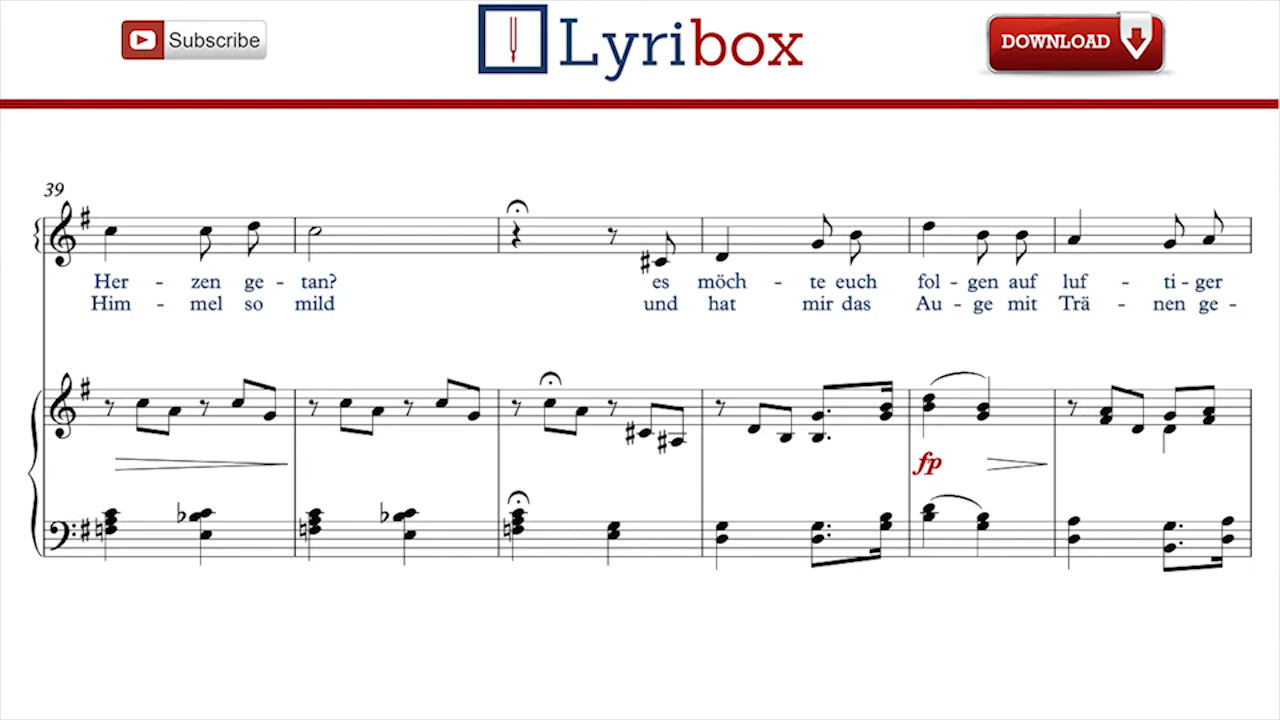 Subscribe
Lyribox
DOWNLOAD
39
Her - zen ge - tan? es möch - te euch fol - gen auf luf - ti - ger
Him - mel so mild und hat mir das Au - ge mit Trä - nen ge -
fp